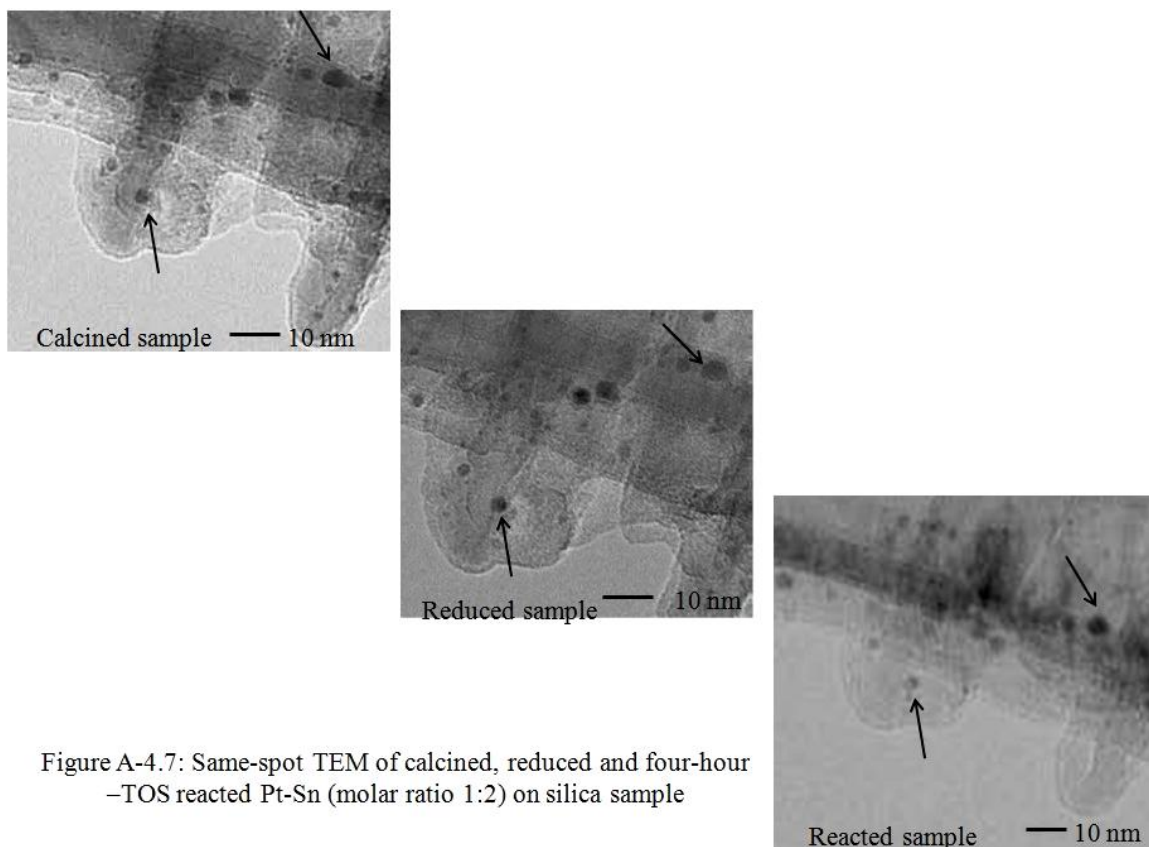 Calcined sample 10 nm
Reduced sample 10 nm
Reacted sample 10 nm
Figure A-4.7: Same-spot TEM of calcined, reduced and four-hour
–TOS reacted Pt-Sn (molar ratio 1:2) on silica sample